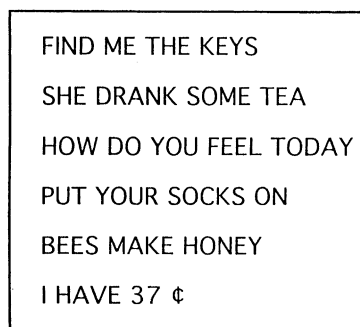 FIND ME THE KEYS
SHE DRANK SOME TEA
HOW DO YOU FEEL TODAY
PUT YOUR SOCKS ON
BEES MAKE HONEY
I HAVE 37 ¢